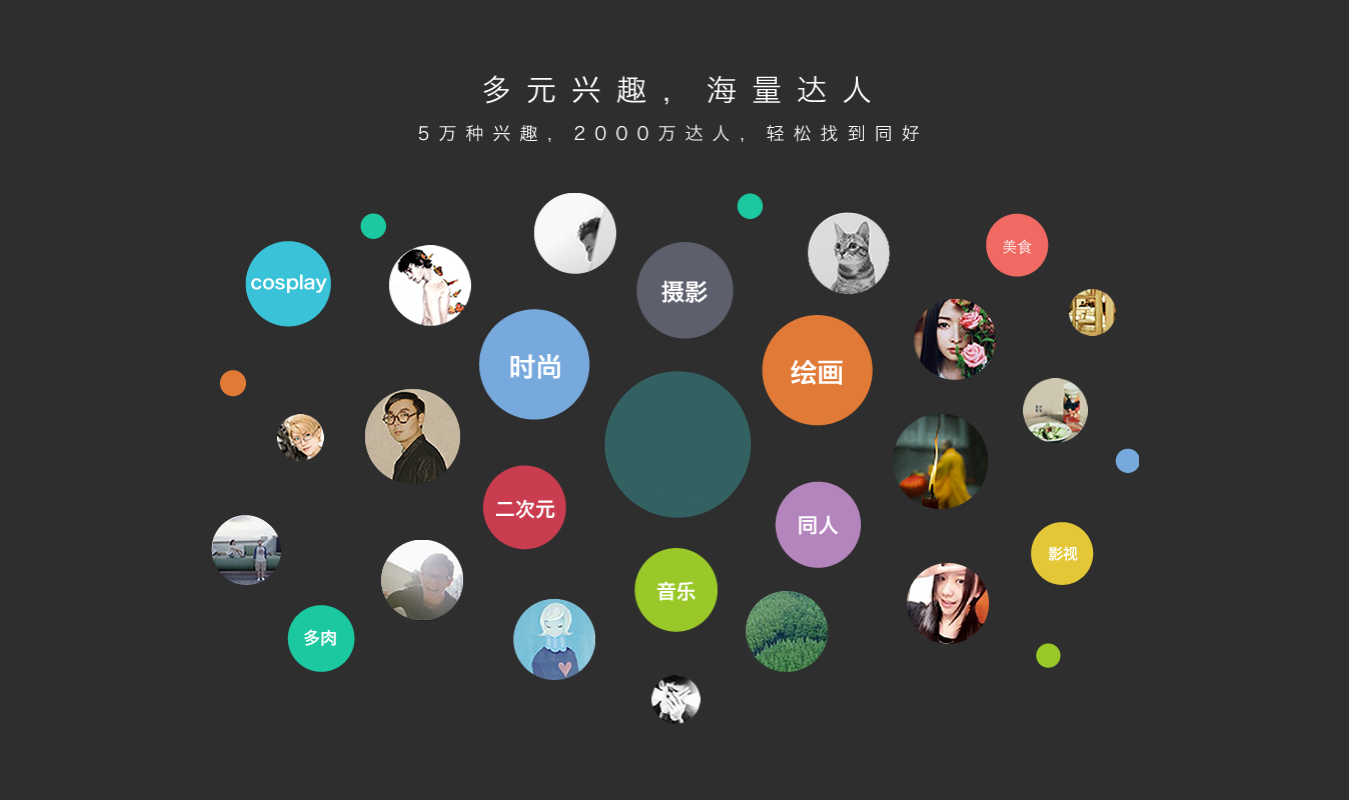 多元兴趣, 海量达人
5万种兴趣, 2000万达人, 轻松找到同好
美食
cosplay
摄影
时尚
绘画
二次元
同人
影视
音乐
多肉